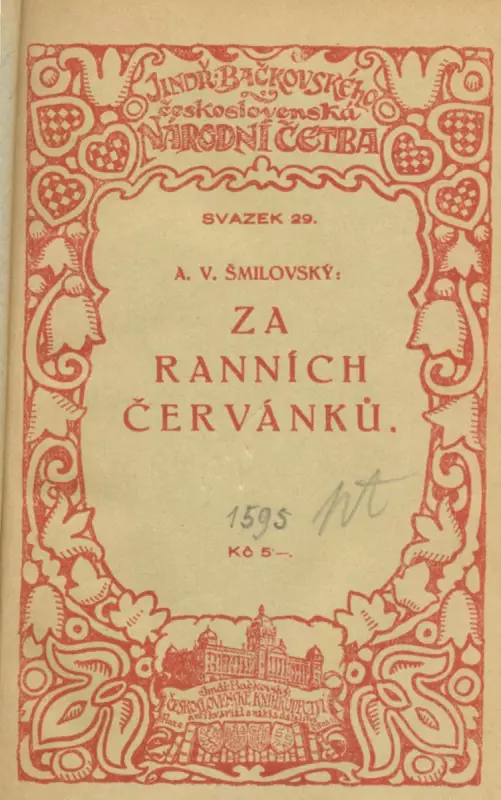 JINDŘ. BAČKOVSKÉHO
československá
NÁRODNÍ ČETBA
SVAZEK 29.
A. V. ŠMILOVSKÝ:
ZA
RANNÍCH
ČERVÁNKŮ.
1595
Kč 5·—.
Jindř. Bačkovský
ČESKOSLOVENSKÉ KNIHKUPECTVÍ